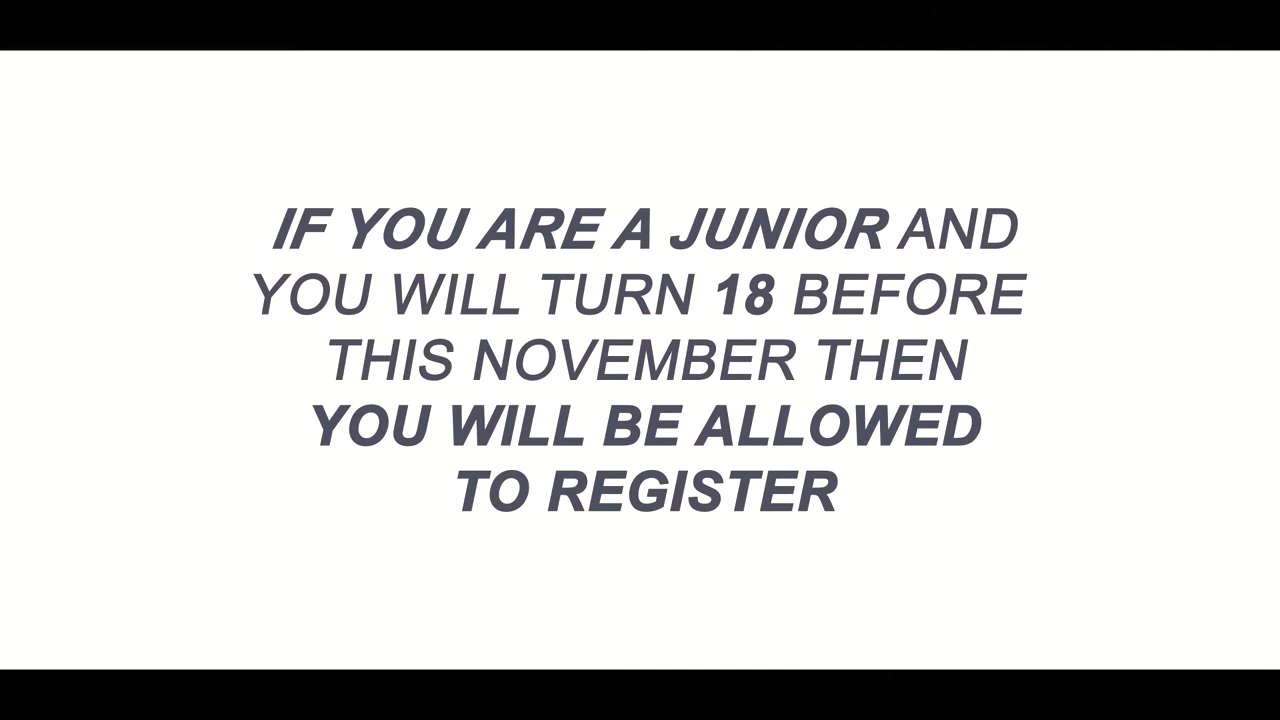 IF YOU ARE A JUNIOR AND
YOU WILL TURN 18 BEFORE
THIS NOVEMBER THEN
YOU WILL BE ALLOWED
TO REGISTER